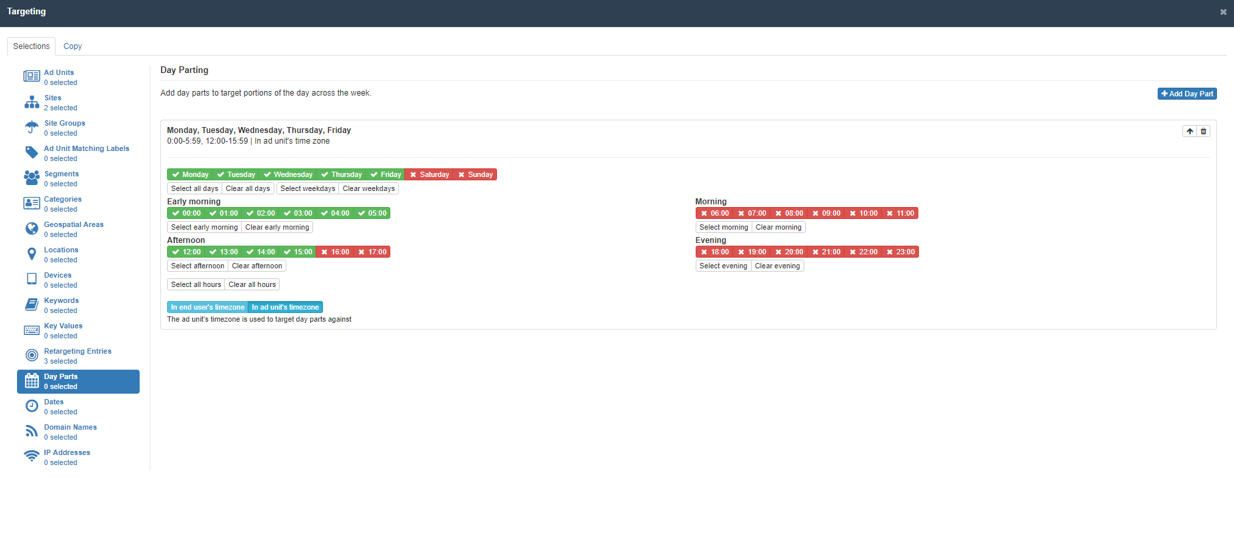 Targeting
Selections Copy
Ad Units
0 selected
Sites
2 selected
Site Groups
0 selected
Ad Unit Matching Labels
0 selected
Segments
0 selected
Categories
0 selected
Geospatial Areas
0 selected
Locations
0 selected
Devices
0 selected
Keywords
0 selected
Key Values
0 selected
Retargeting Entries
3 selected
Day Parts
0 selected
Dates
0 selected
Domain Names
0 selected
IP Addresses
0 selected
Day Parting
Add day parts to target portions of the day across the week.
Add Day Part
Monday, Tuesday, Wednesday, Thursday, Friday
0:00-5:59, 12:00-15:59 | In ad unit's time zone
Monday Tuesday Wednesday Thursday Friday Saturday Sunday
Select all days Clear all days Select weekdays Clear weekdays
Early morning
00:00 01:00 02:00 03:00 04:00 05:00
Select early morning Clear early morning
Morning
06:00 07:00 08:00 09:00 10:00 11:00
Select morning Clear morning
Afternoon
12:00 13:00 14:00 15:00 16:00 17:00
Select afternoon Clear afternoon
Evening
18:00 19:00 20:00 21:00 22:00 23:00
Select evening Clear evening
Select all hours Clear all hours
In end user's timezone In ad unit's timezone
The ad unit's timezone is used to target day parts against